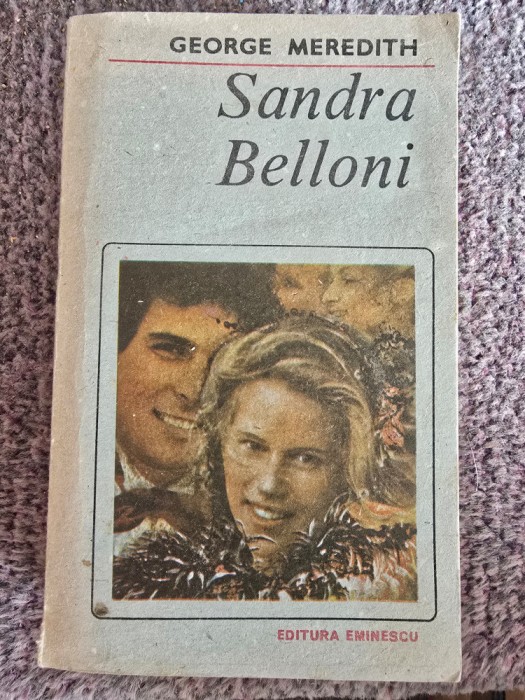 GEORGE MEREDITH
Sandra
Belloni
EDITURA EMINESCU